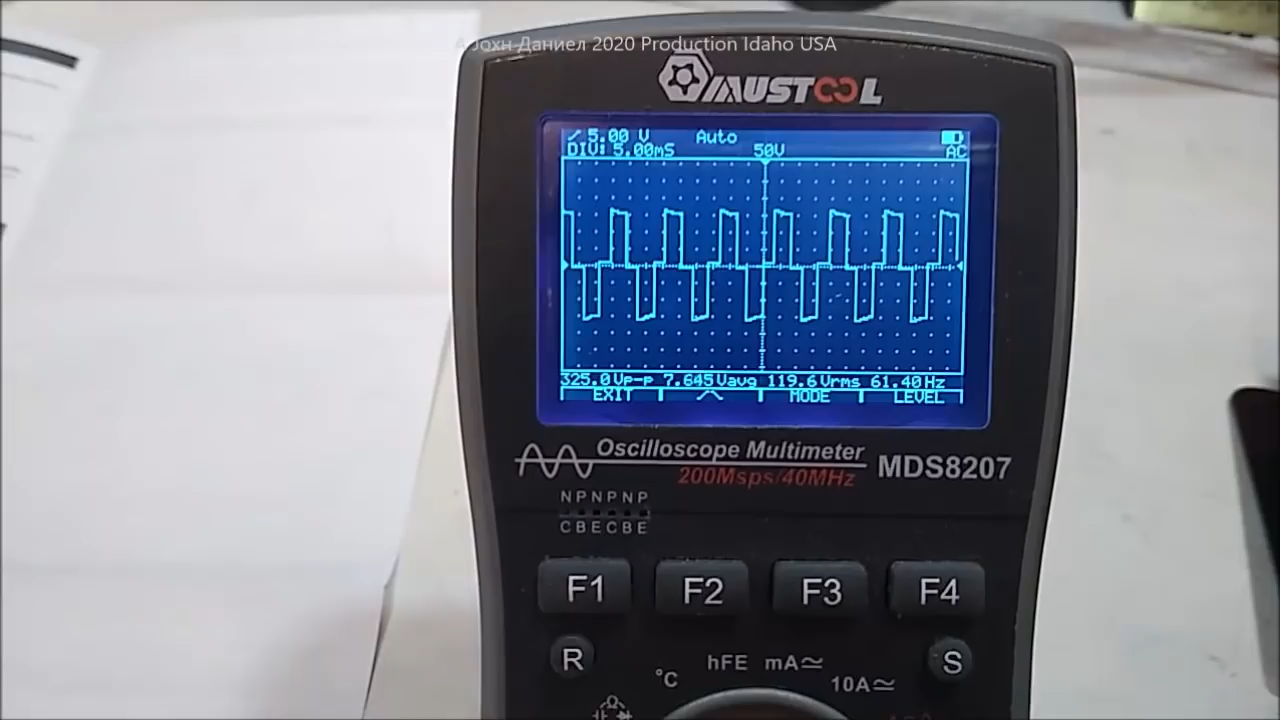 A Јохн Даниел 2020 Production Idaho USA
MUSTOOL
5.00 V Auto
DIV: 5.00mS 50V AC
325.0Vp-p 7.645Vavg 119.6Vrms 61.40Hz
EXIT MODE LEVEL
Oscilloscope Multimeter
200Msps/40MHz MDS8207
NPNPNP
CBECBE
F1 F2 F3 F4
R S
°C hFE mA 10A